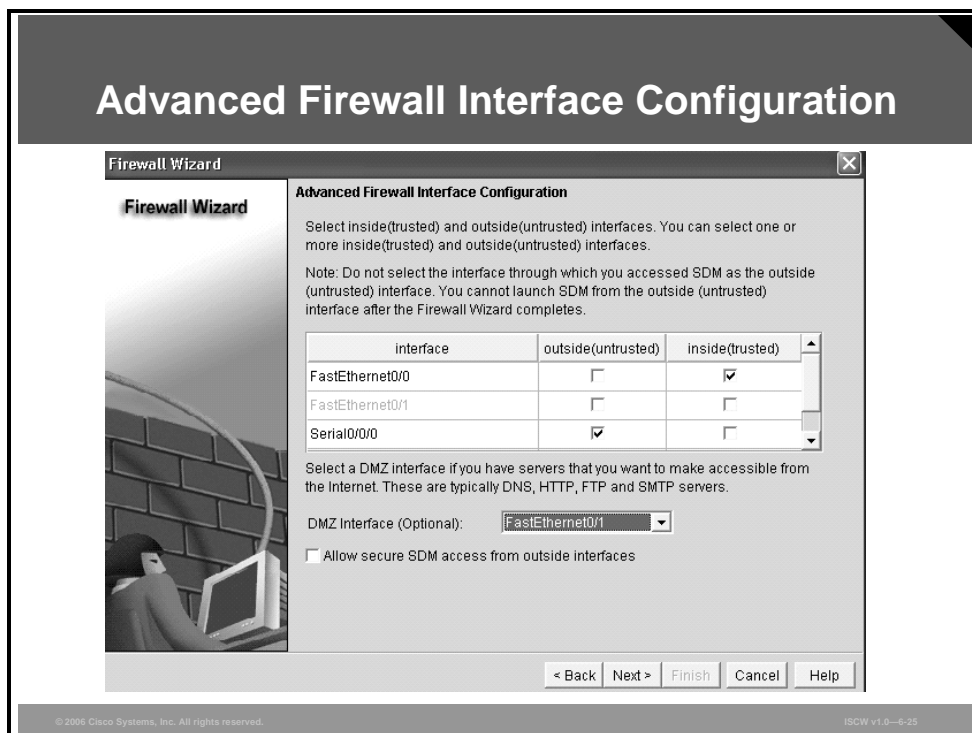 Advanced Firewall Interface Configuration
Firewall Wizard
Firewall Wizard
Advanced Firewall Interface Configuration
Select inside(trusted) and outside(untrusted) interfaces. You can select one or
more inside(trusted) and outside(untrusted) interfaces.
Note: Do not select the interface through which you accessed SDM as the outside
(untrusted) interface. You cannot launch SDM from the outside (untrusted)
interface after the Firewall Wizard completes.
interface outside(untrusted) inside(trusted)
FastEthernet0/0
FastEthernet0/1
Serial0/0/0
Select a DMZ interface if you have servers that you want to make accessible from
the Internet. These are typically DNS, HTTP, FTP and SMTP servers.
DMZ Interface (Optional): FastEthernet0/1
Allow secure SDM access from outside interfaces
< Back Next > Finish Cancel Help
© 2006 Cisco Systems, Inc. All rights reserved. ISCW v1.0—6-25